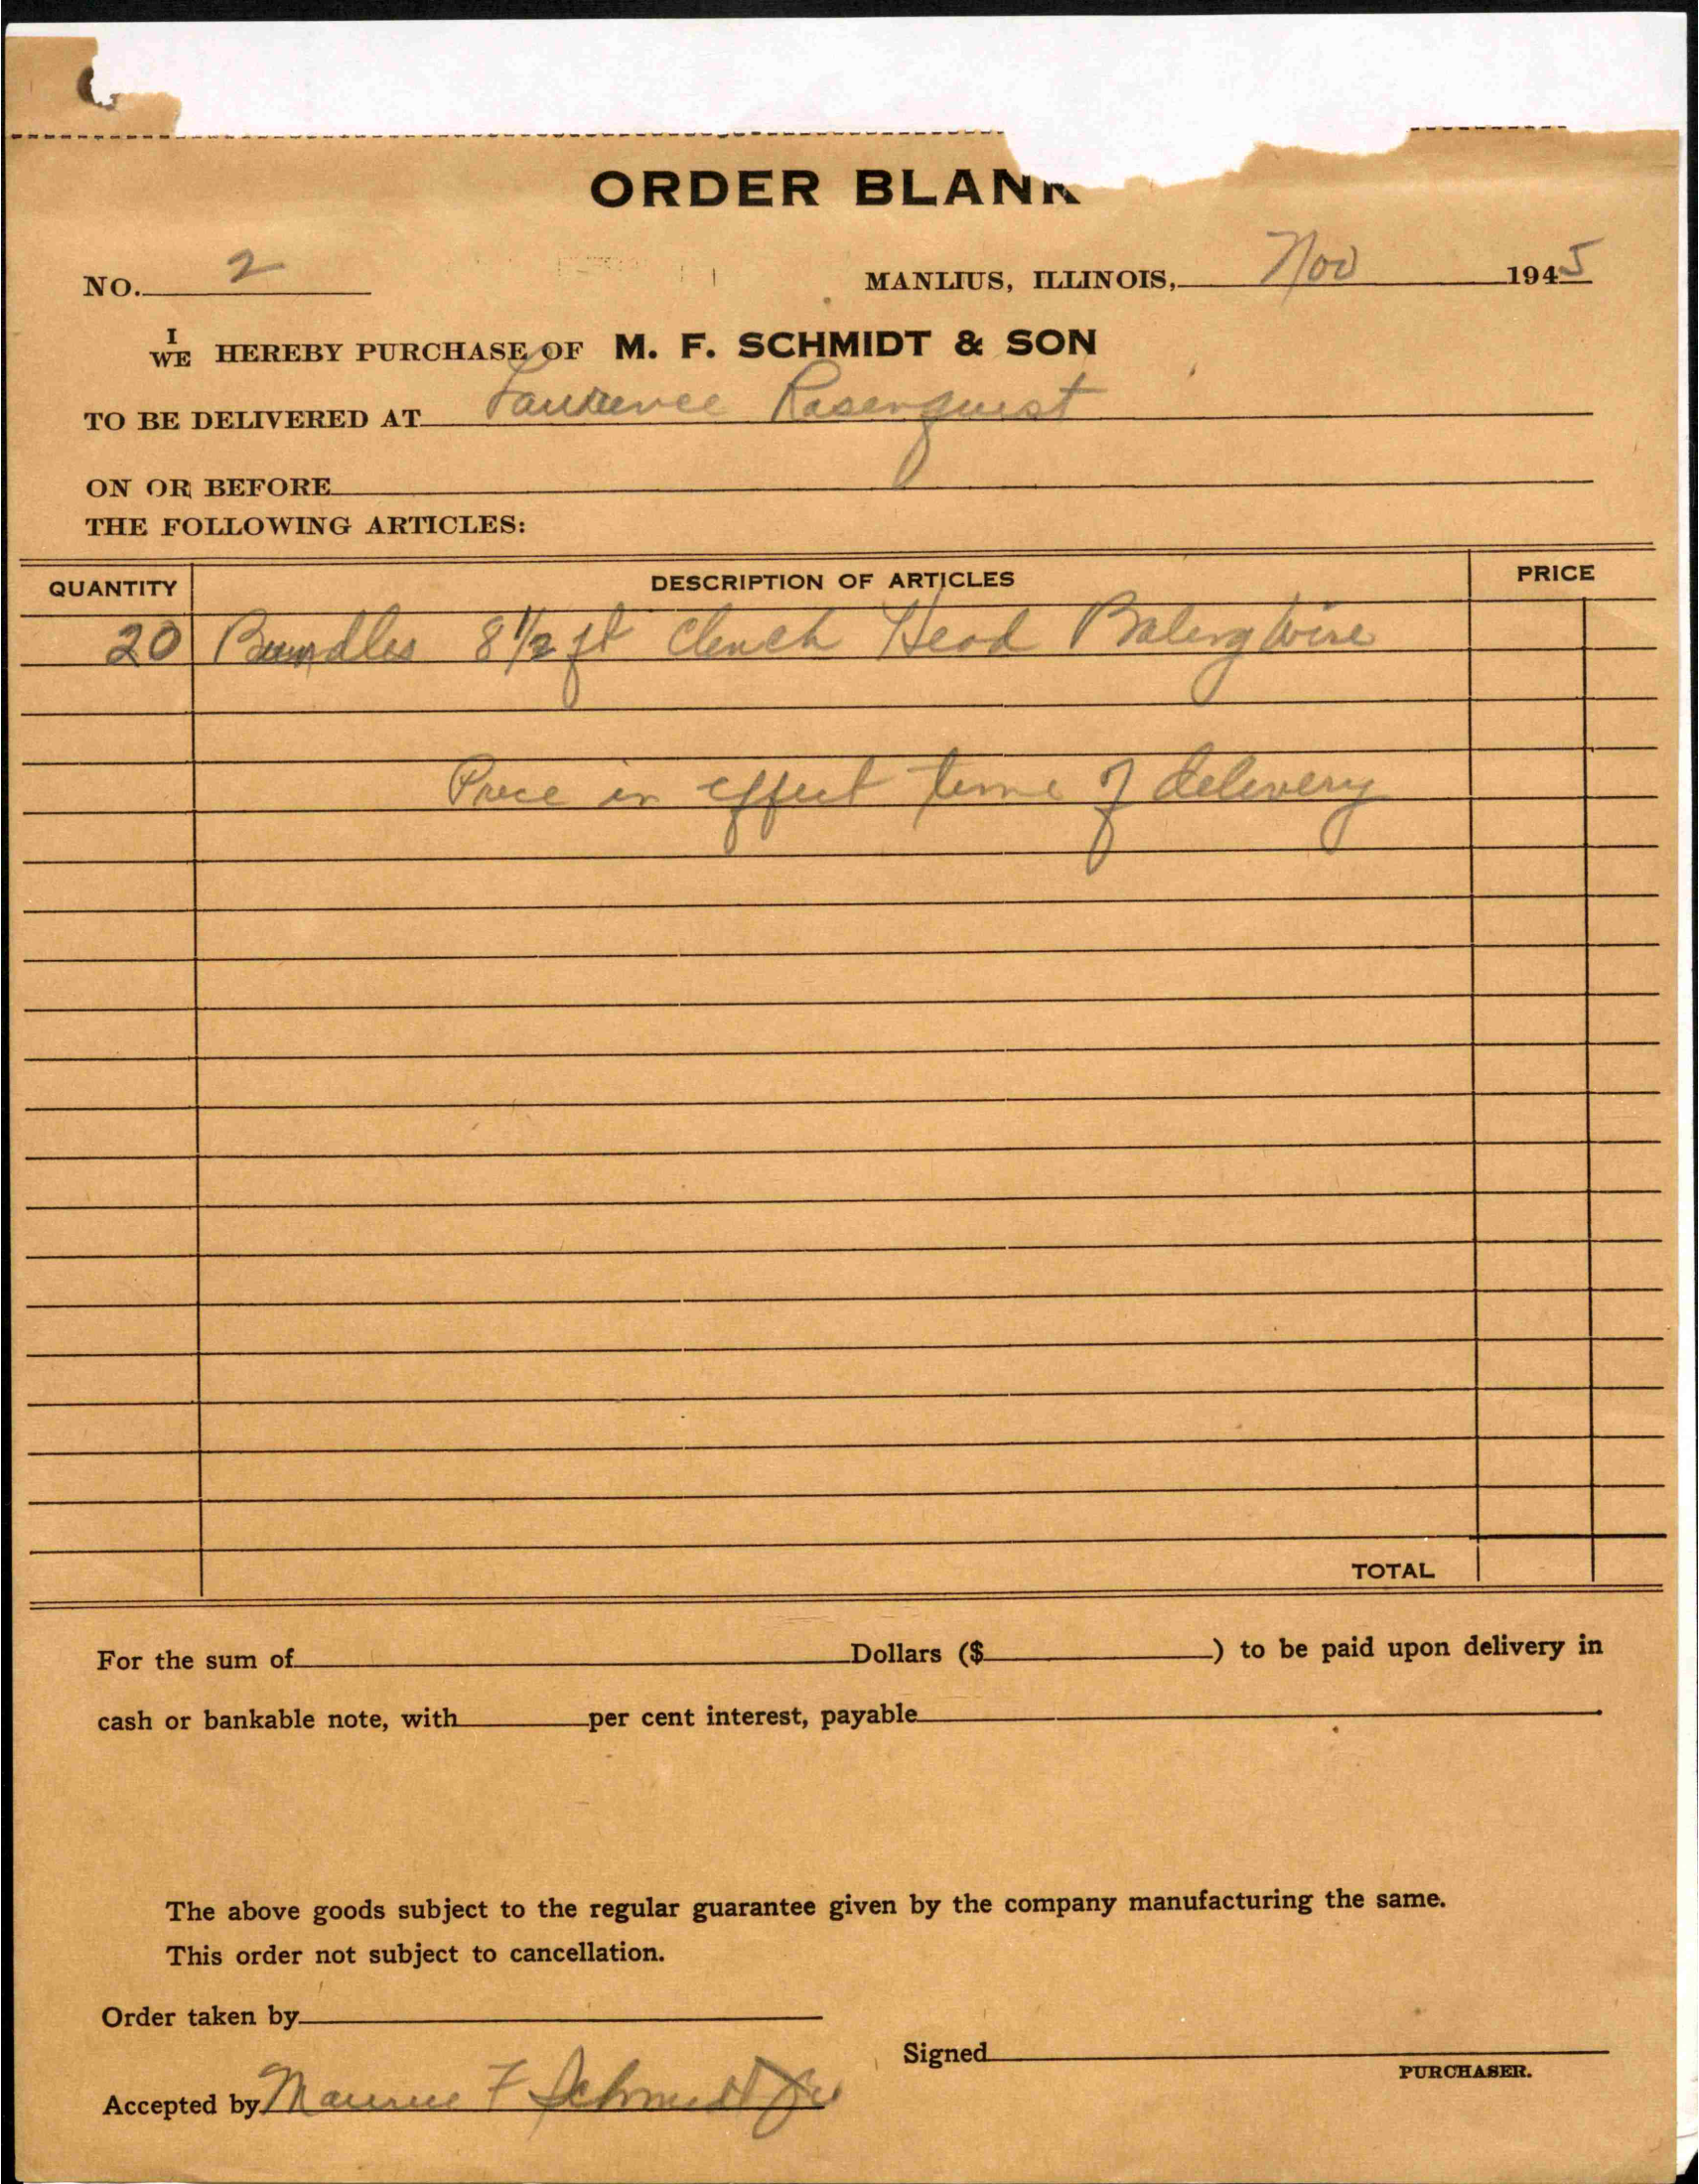 ORDER BLANK
NO. 2 MANLIUS, ILLINOIS, Nov 1945
I
WE HEREBY PURCHASE OF M. F. SCHMIDT & SON
TO BE DELIVERED AT Laurence Rosenquist
ON OR BEFORE
THE FOLLOWING ARTICLES:
QUANTITY DESCRIPTION OF ARTICLES PRICE
20 Bundles 8 1/2 ft Clench Head Baling Wire
Price in effect time of delivery
TOTAL
For the sum of Dollars ($ ) to be paid upon delivery in
cash or bankable note, with per cent interest, payable
The above goods subject to the regular guarantee given by the company manufacturing the same.
This order not subject to cancellation.
Order taken by
Signed
PURCHASER.
Accepted by Maurice F Schmidt Jr